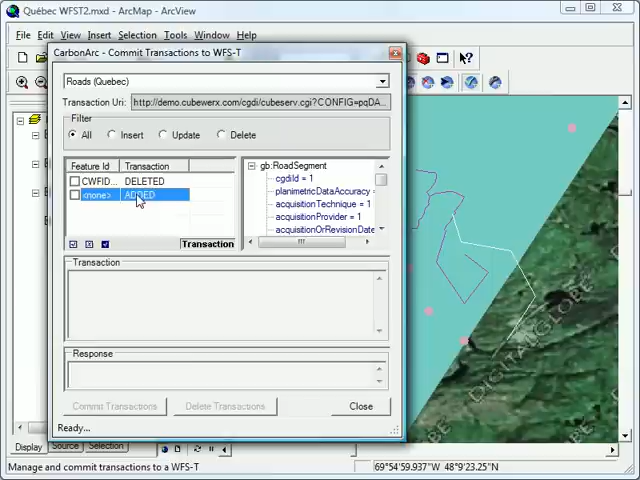 Québec WFST2.mxd - ArcMap - ArcView
File Edit View Insert Selection Tools Window Help
CarbonArc - Commit Transactions to WFS-T
Roads (Quebec)
Transaction Uri: http://demo.cubewerx.com/cgdi/cubeserv.cgi?CONFIG=pqDA...
Filter
All Insert Update Delete
Feature Id Transaction
CWFID... DELETED
<none> ADDED
gb:RoadSegment
cgdiId = 1
planimetricDataAccuracy
acquisitionTechnique = 1
acquisitionProvider = 1
acquisitionOrRevisionDate
Transaction
Transaction
DIGITALGLOBE
Response
Commit Transactions Delete Transactions Close
Ready...
Display Source Selection
Manage and commit transactions to a WFS-T 69°54'59.937"W 48°9'23.25"N